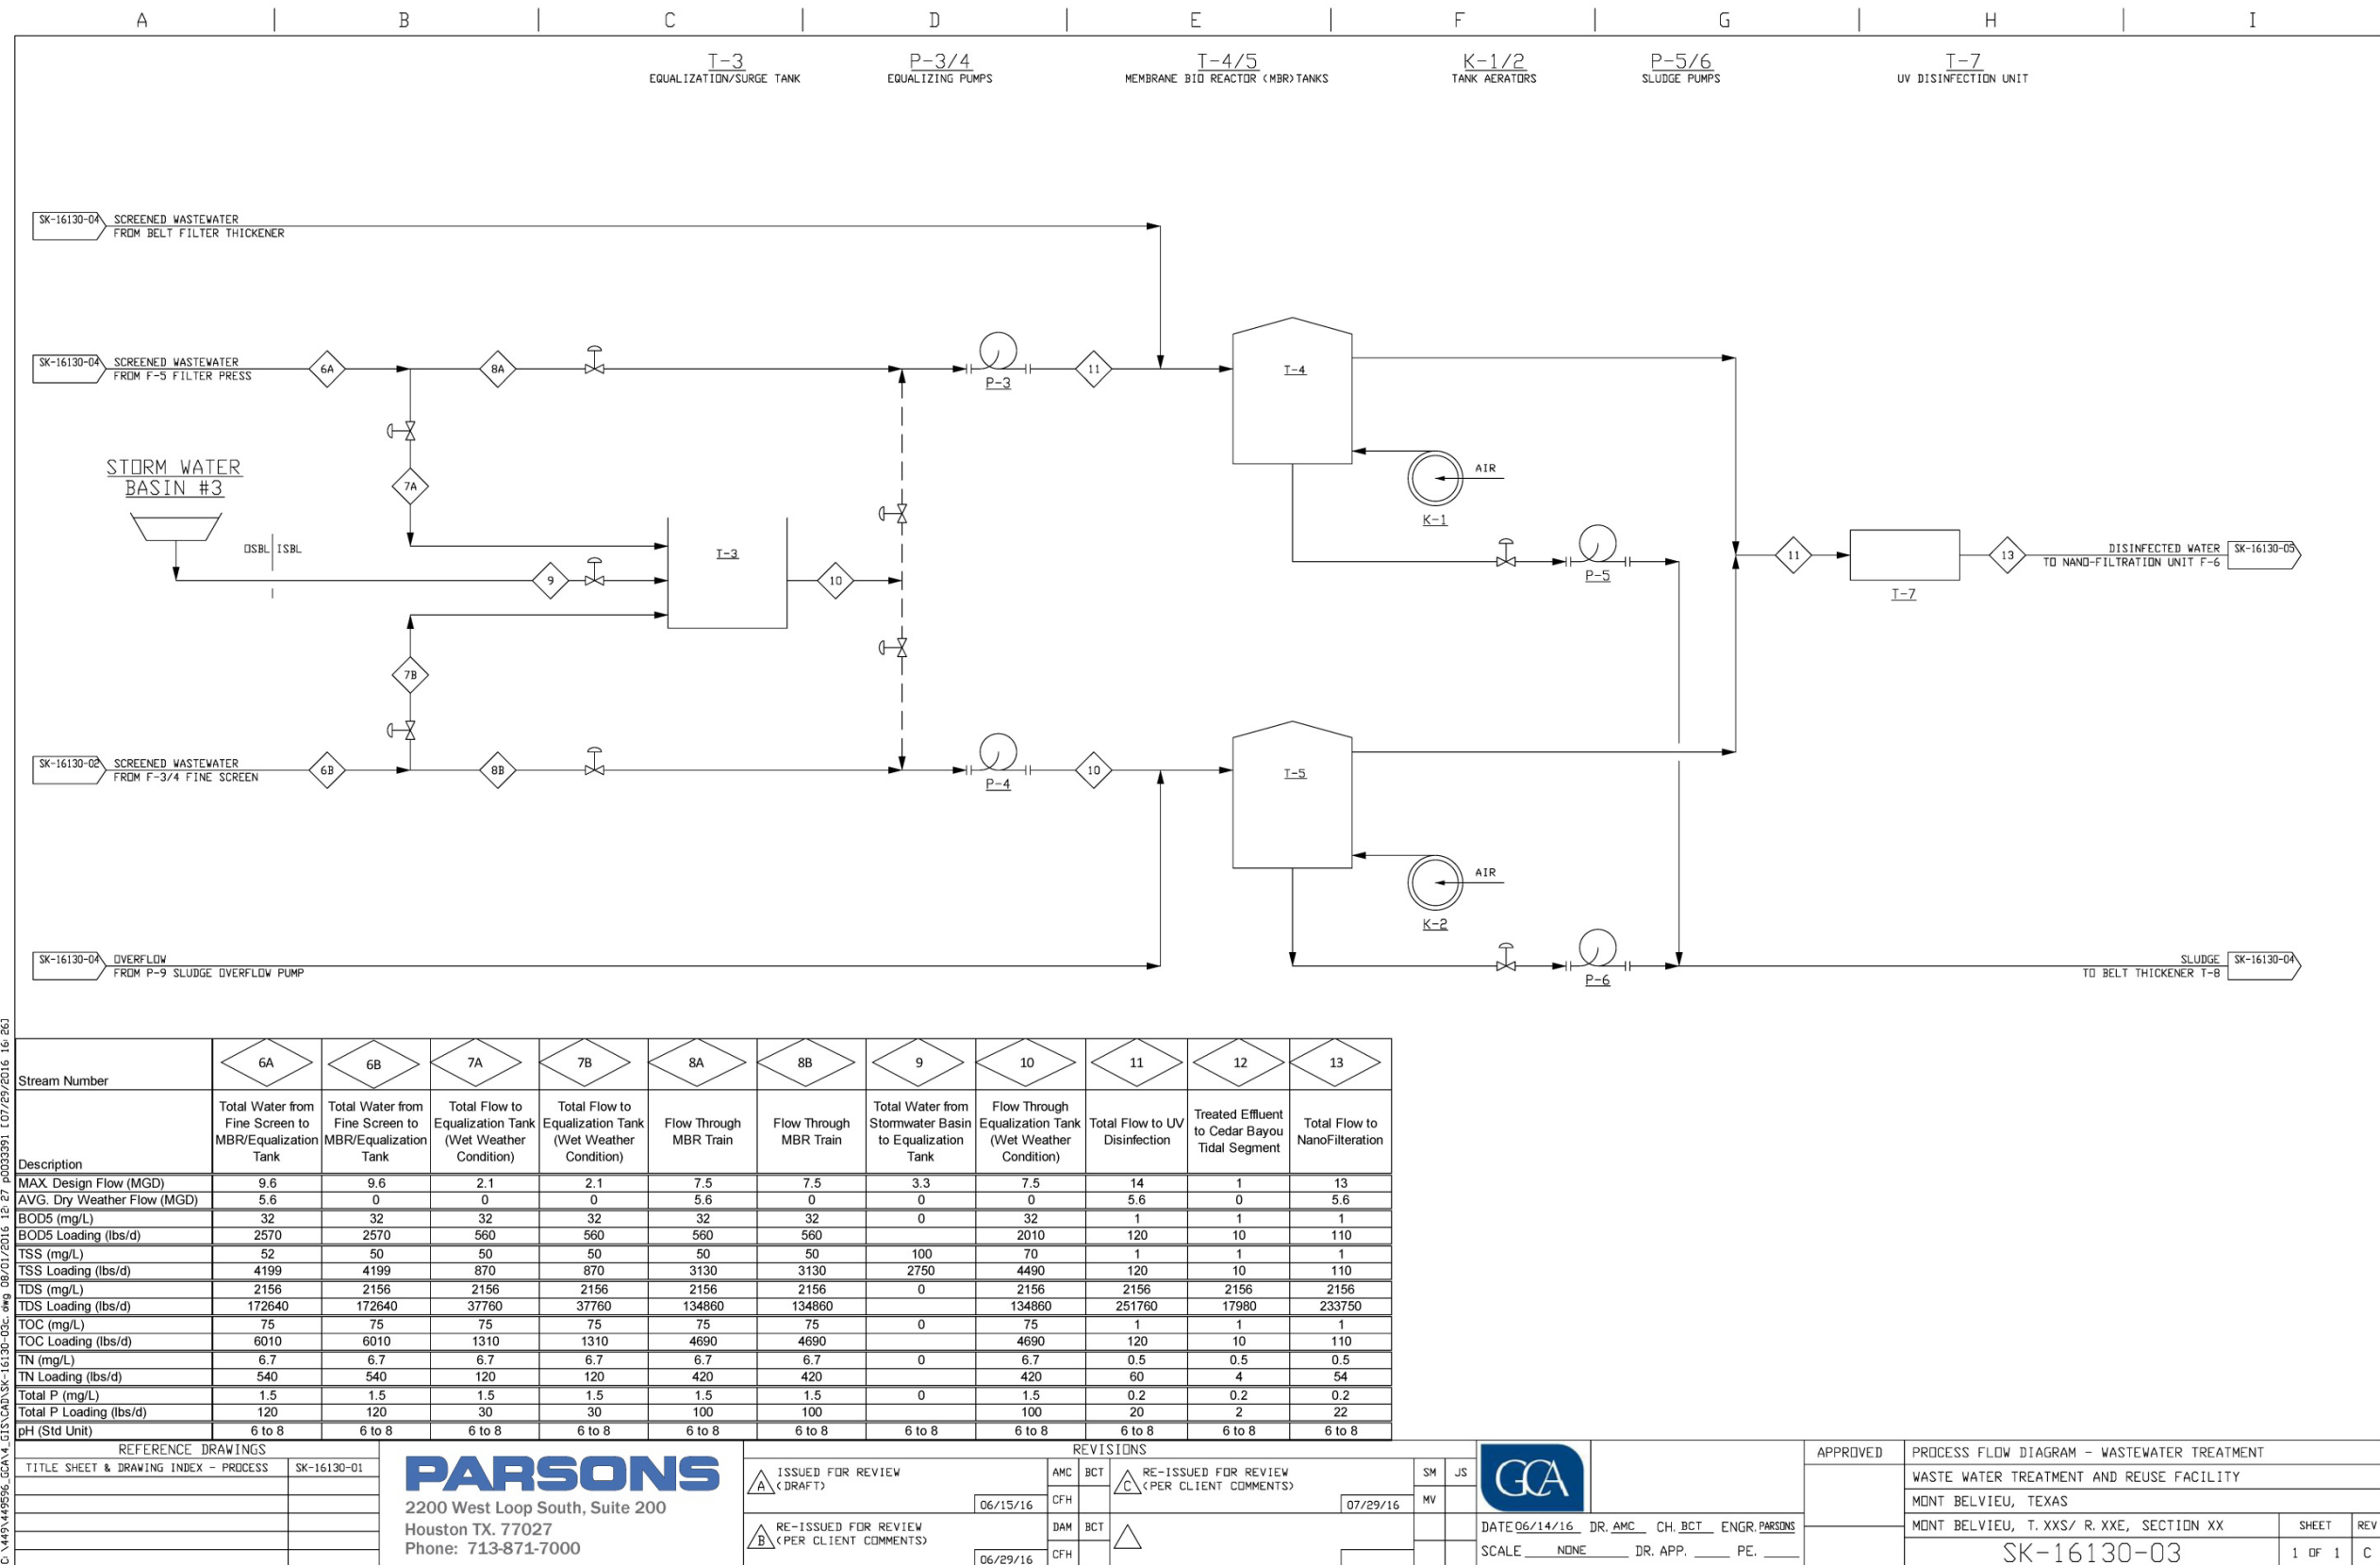 A B C D E F G H I
T-3
EQUALIZATION/SURGE TANK
P-3/4
EQUALIZING PUMPS
T-4/5
MEMBRANE BIO REACTOR (MBR)TANKS
K-1/2
TANK AERATORS
P-5/6
SLUDGE PUMPS
T-7
UV DISINFECTION UNIT
SK-16130-04 SCREENED WASTEWATER
FROM BELT FILTER THICKENER
SK-16130-04 SCREENED WASTEWATER
FROM F-5 FILTER PRESS
6A
8A
P-3
11
T-4
7A
STORM WATER
BASIN #3
OSBL ISBL
AIR
K-1
T-3
9
10
P-5
11
T-7
13
DISINFECTED WATER SK-16130-05
TO NANO-FILTRATION UNIT F-6
7B
SK-16130-02 SCREENED WASTEWATER
FROM F-3/4 FINE SCREEN
6B
8B
P-4
10
T-5
AIR
K-2
SK-16130-04 OVERFLOW
FROM P-9 SLUDGE OVERFLOW PUMP
P-6
SLUDGE SK-16130-04
TO BELT THICKENER T-8
Stream Number 6A 6B 7A 7B 8A 8B 9 10 11 12 13
Description
Total Water from
Fine Screen to
MBR/Equalization
Tank
Total Water from
Fine Screen to
MBR/Equalization
Tank
Total Flow to
Equalization Tank
(Wet Weather
Condition)
Total Flow to
Equalization Tank
(Wet Weather
Condition)
Flow Through
MBR Train
Flow Through
MBR Train
Total Water from
Stormwater Basin
to Equalization
Tank
Flow Through
Equalization Tank
(Wet Weather
Condition)
Total Flow to UV
Disinfection
Treated Effluent
to Cedar Bayou
Tidal Segment
Total Flow to
NanoFilteration
MAX. Design Flow (MGD) 9.6 9.6 2.1 2.1 7.5 7.5 3.3 7.5 14 1 13
AVG. Dry Weather Flow (MGD) 5.6 0 0 0 5.6 0 0 0 5.6 0 5.6
BOD5 (mg/L) 32 32 32 32 32 32 0 32 1 1 1
BOD5 Loading (lbs/d) 2570 2570 560 560 560 560 2010 120 10 110
TSS (mg/L) 52 50 50 50 50 50 100 70 1 1 1
TSS Loading (lbs/d) 4199 4199 870 870 3130 3130 2750 4490 120 10 110
TDS (mg/L) 2156 2156 2156 2156 2156 2156 0 2156 2156 2156 2156
TDS Loading (lbs/d) 172640 172640 37760 37760 134860 134860 134860 251760 17980 233750
TOC (mg/L) 75 75 75 75 75 75 0 75 1 1 1
TOC Loading (lbs/d) 6010 6010 1310 1310 4690 4690 4690 120 10 110
TN (mg/L) 6.7 6.7 6.7 6.7 6.7 6.7 0 6.7 0.5 0.5 0.5
TN Loading (lbs/d) 540 540 120 120 420 420 420 60 4 54
Total P (mg/L) 1.5 1.5 1.5 1.5 1.5 1.5 0 1.5 0.2 0.2 0.2
Total P Loading (lbs/d) 120 120 30 30 100 100 100 20 2 22
pH (Std Unit) 6 to 8 6 to 8 6 to 8 6 to 8 6 to 8 6 to 8 6 to 8 6 to 8 6 to 8 6 to 8 6 to 8
REFERENCE DRAWINGS
TITLE SHEET & DRAWING INDEX - PROCESS SK-16130-01
PARSONS
2200 West Loop South, Suite 200
Houston TX. 77027
Phone: 713-871-7000
REVISIONS
A ISSUED FOR REVIEW
(DRAFT)
06/15/16
AMC BCT
CFH
B RE-ISSUED FOR REVIEW
(PER CLIENT COMMENTS)
06/29/16
DAM BCT
CFH
C RE-ISSUED FOR REVIEW
(PER CLIENT COMMENTS)
07/29/16
SM JS
MV
GCA
DATE 06/14/16 DR. AMC CH. BCT ENGR. PARSONS
SCALE NONE DR. APP. PE.
APPROVED
PROCESS FLOW DIAGRAM - WASTEWATER TREATMENT
WASTE WATER TREATMENT AND REUSE FACILITY
MONT BELVIEU, TEXAS
MONT BELVIEU, T. XXS/ R. XXE, SECTION XX
SHEET REV
SK-16130-03 1 OF 1 C
449\449596_GCA\4_GIS\CAD\SK-16130-03c.dwg 08/01/2016 12:27 p0033391 [07/29/2016 16:26]